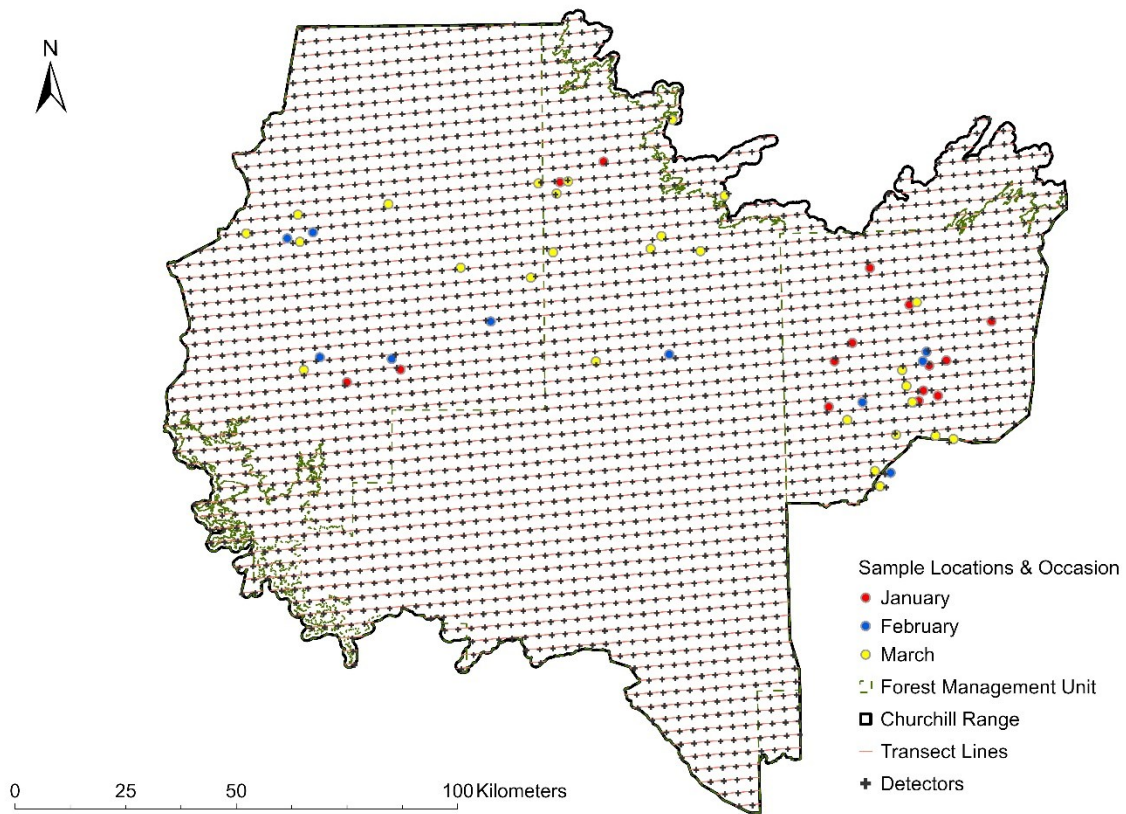 N
Sample Locations & Occasion
January
February
March
Forest Management Unit
Churchill Range
Transect Lines
Detectors
0 25 50 100 Kilometers